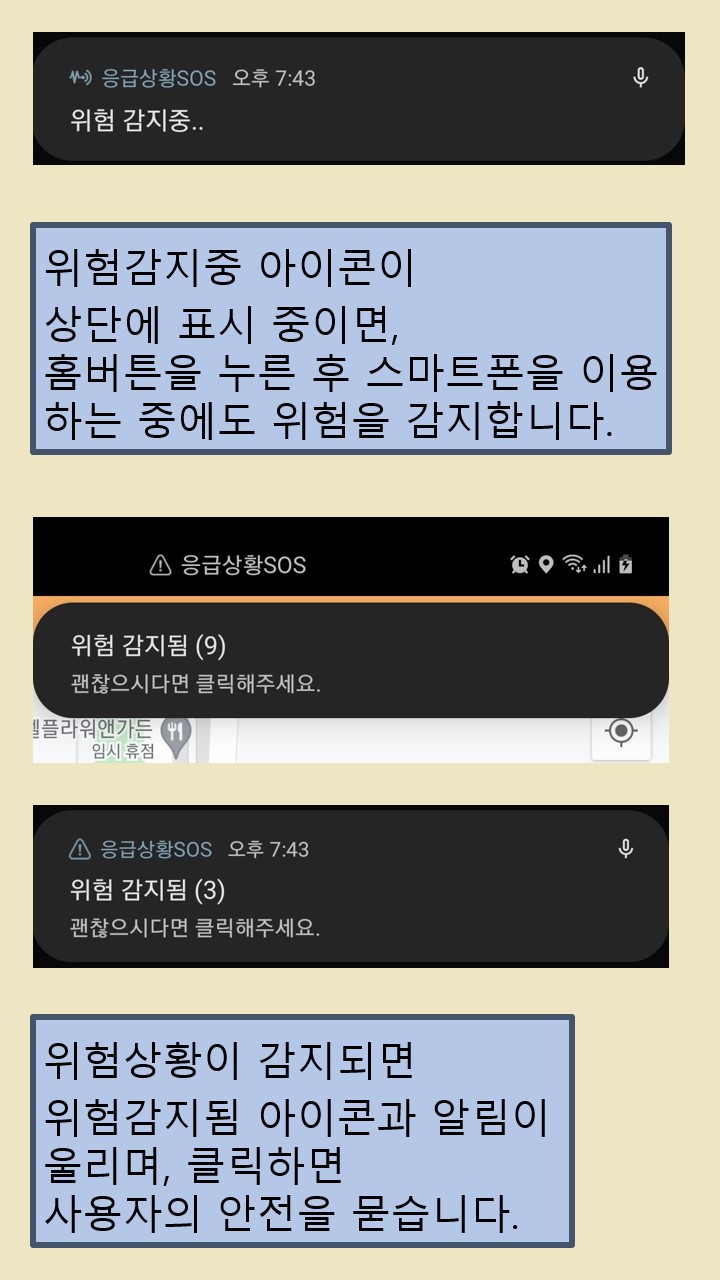 응급상황SOS 오후 7:43
위험 감지중..
위험감지중 아이콘이
상단에 표시 중이면,
홈버튼을 누른 후 스마트폰을 이용
하는 중에도 위험을 감지합니다.
응급상황SOS
위험 감지됨 (9)
괜찮으시다면 클릭해주세요.
플라워앤가든
임시 휴점
응급상황SOS 오후 7:43
위험 감지됨 (3)
괜찮으시다면 클릭해주세요.
위험상황이 감지되면
위험감지됨 아이콘과 알림이
울리며, 클릭하면
사용자의 안전을 묻습니다.